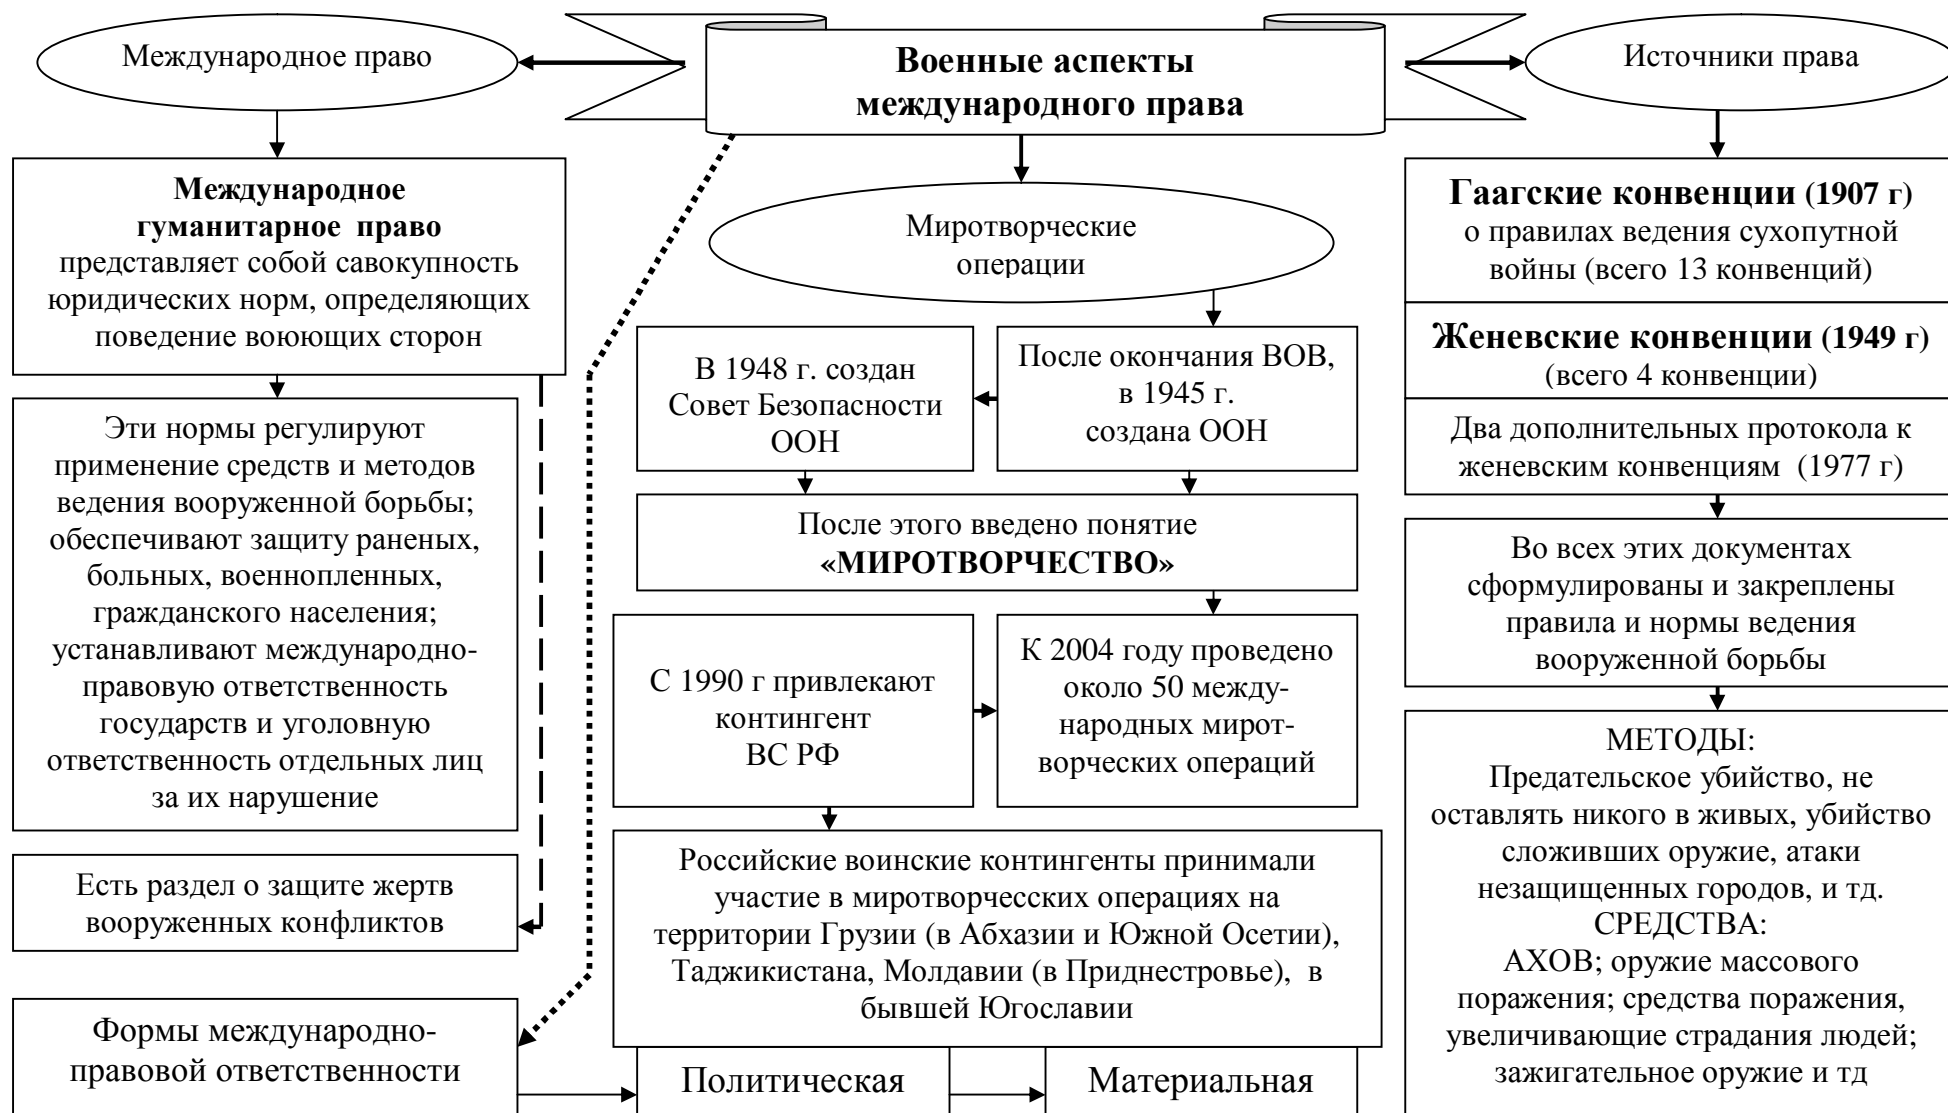 Военные аспекты
международного права
Международное право
Международное
гуманитарное право
представляет собой савокупность
юридических норм, определяющих
поведение воюющих сторон
Эти нормы регулируют
применение средств и методов
ведения вооруженной борьбы;
обеспечивают защиту раненых,
больных, военнопленных,
гражданского населения;
устанавливают международно-
правовую ответственность
государств и уголовную
ответственность отдельных лиц
за их нарушение
Есть раздел о защите жертв
вооруженных конфликтов
Формы международно-
правовой ответственности
Политическая
Материальная
Миротворческие
операции
После окончания ВОВ,
в 1945 г.
создана ООН
В 1948 г. создан
Совет Безопасности
ООН
После этого введено понятие
«МИРОТВОРЧЕСТВО»
С 1990 г привлекают
контингент
ВС РФ
К 2004 году проведено
около 50 между-
народных мирот-
ворческих операций
Российские воинские контингенты принимали
участие в миротворчесских операциях на
территории Грузии (в Абхазии и Южной Осетии),
Таджикистана, Молдавии (в Приднестровье), в
бывшей Югославии
Источники права
Гаагские конвенции (1907 г)
о правилах ведения сухопутной
войны (всего 13 конвенций)
Женевские конвенции (1949 г)
(всего 4 конвенции)
Два дополнительных протокола к
женевским конвенциям (1977 г)
Во всех этих документах
сформулированы и закреплены
правила и нормы ведения
вооруженной борьбы
МЕТОДЫ:
Предательское убийство, не
оставлять никого в живых, убийство
сложивших оружие, атаки
незащищенных городов, и тд.
СРЕДСТВА:
АХОВ; оружие массового
поражения; средства поражения,
увеличивающие страдания людей;
зажигательное оружие и тд